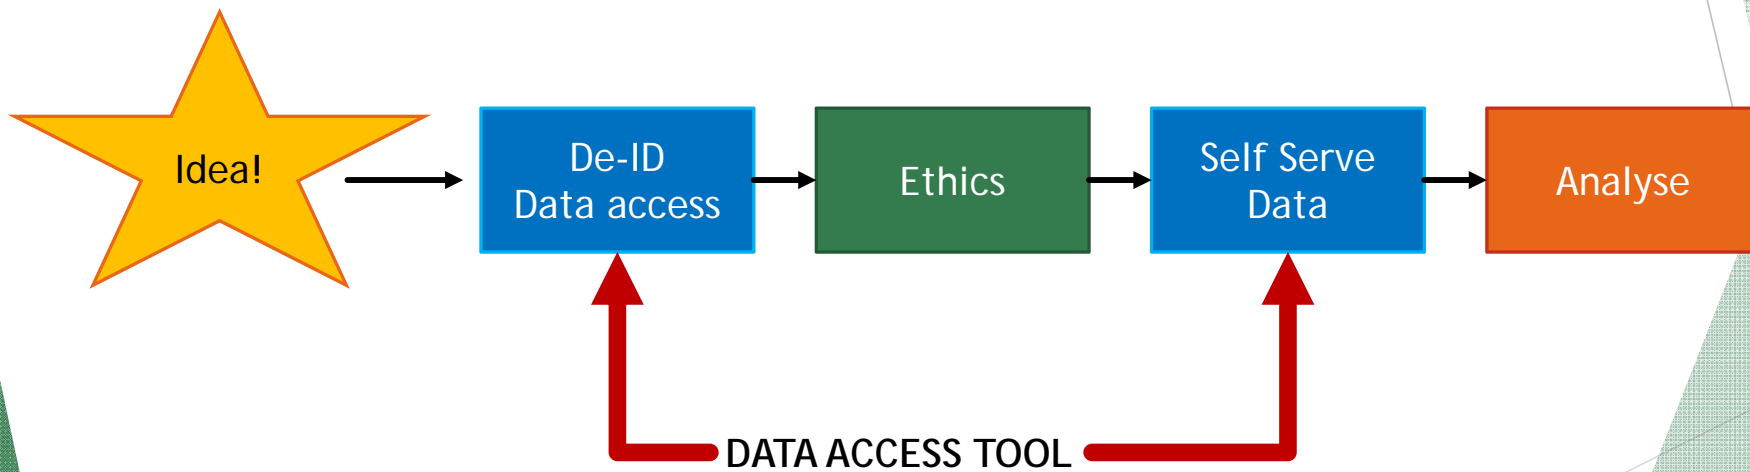 Idea!
De-ID
Data access
Ethics
Self Serve
Data
Analyse
DATA ACCESS TOOL